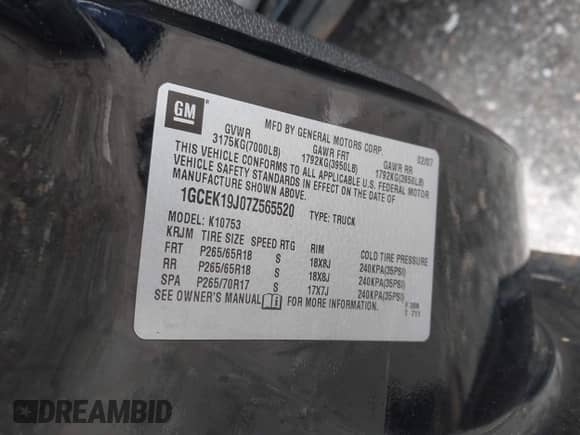 GM
MFD BY GENERAL MOTORS CORP. 02/07
GVWR GAWR FRT GAWR RR
3175KG(7000LB) 1792KG(3950LB) 1792KG(3950LB)
THIS VEHICLE CONFORMS TO ALL APPLICABLE U.S. FEDERAL MOTOR
VEHICLE SAFETY STANDARDS IN EFFECT ON THE DATE OF
MANUFACTURE SHOWN ABOVE.
1GCEK19J07Z565520 TYPE: TRUCK
MODEL: K10753
KRJM TIRE SIZE SPEED RTG RIM COLD TIRE PRESSURE
FRT P265/65R18 S 18X8J 240KPA(35PSI)
RR P265/65R18 S 18X8J 240KPA(35PSI)
SPA P265/70R17 S 17X7J 240KPA(35PSI)
SEE OWNER'S MANUAL FOR MORE INFORMATION.
DREAMBID